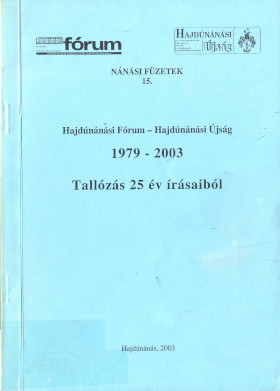 fórum
HAJDÚNÁNÁSI
Újság
NÁNÁSI FÜZETEK
15.
Hajdúnánási Fórum – Hajdúnánási Újság
1979 - 2003
Tallózás 25 év írásaiból
Hajdúnánás, 2003